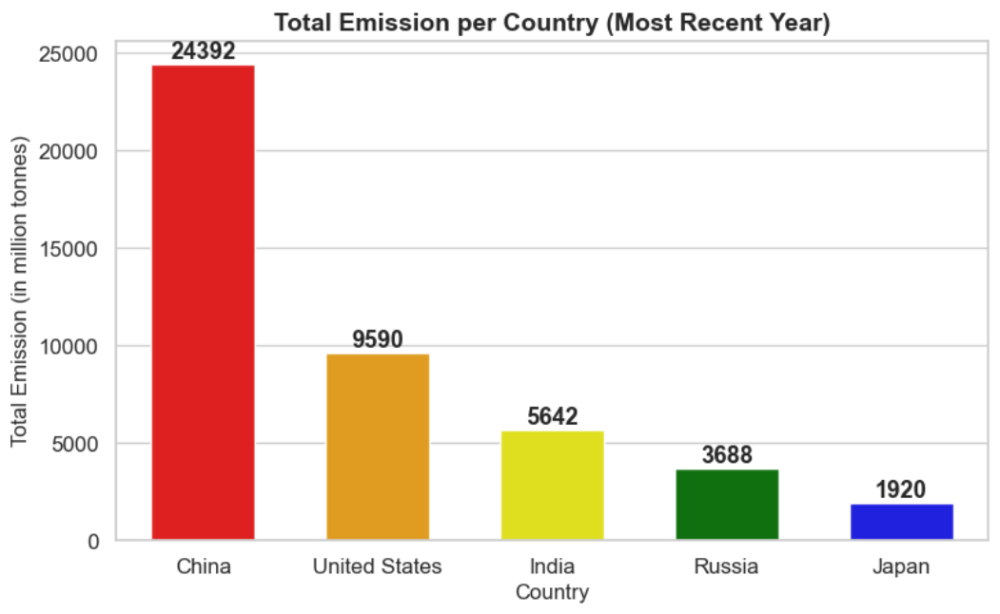 Total Emission per Country (Most Recent Year)
Total Emission (in million tonnes)
25000
20000
15000
10000
5000
0
24392
9590
5642
3688
1920
China
United States
India
Russia
Japan
Country